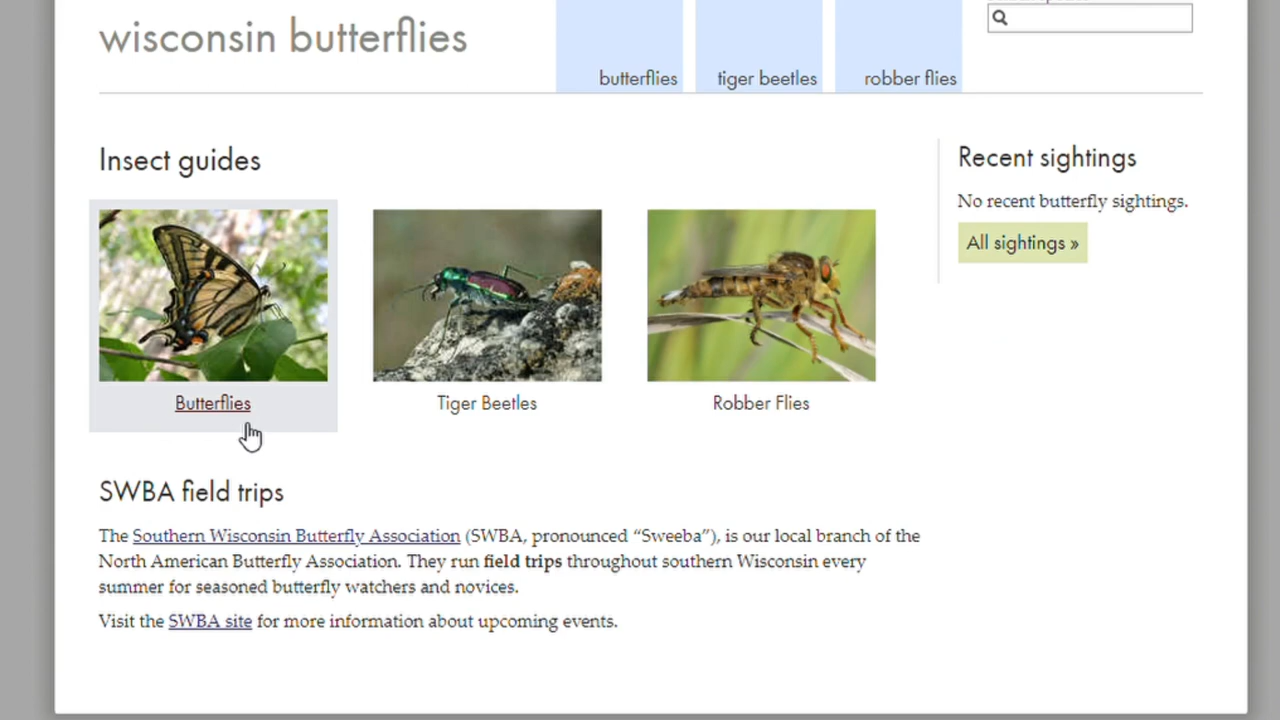 wisconsin butterflies
butterflies
tiger beetles
robber flies
Insect guides
Butterflies
Tiger Beetles
Robber Flies
Recent sightings
No recent butterfly sightings.
All sightings »
SWBA field trips
The Southern Wisconsin Butterfly Association (SWBA, pronounced “Sweeba”), is our local branch of the
North American Butterfly Association. They run field trips throughout southern Wisconsin every
summer for seasoned butterfly watchers and novices.
Visit the SWBA site for more information about upcoming events.